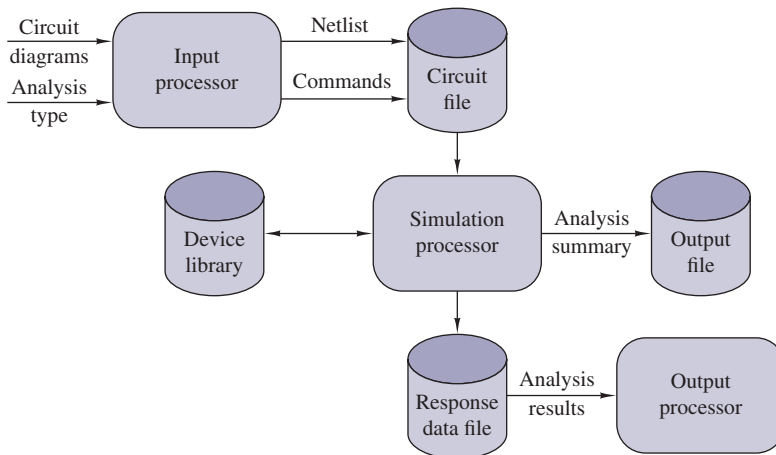 Circuit
diagrams
Analysis
type
Input
processor
Netlist
Commands
Circuit
file
Device
library
Simulation
processor
Analysis
summary
Output
file
Response
data file
Analysis
results
Output
processor